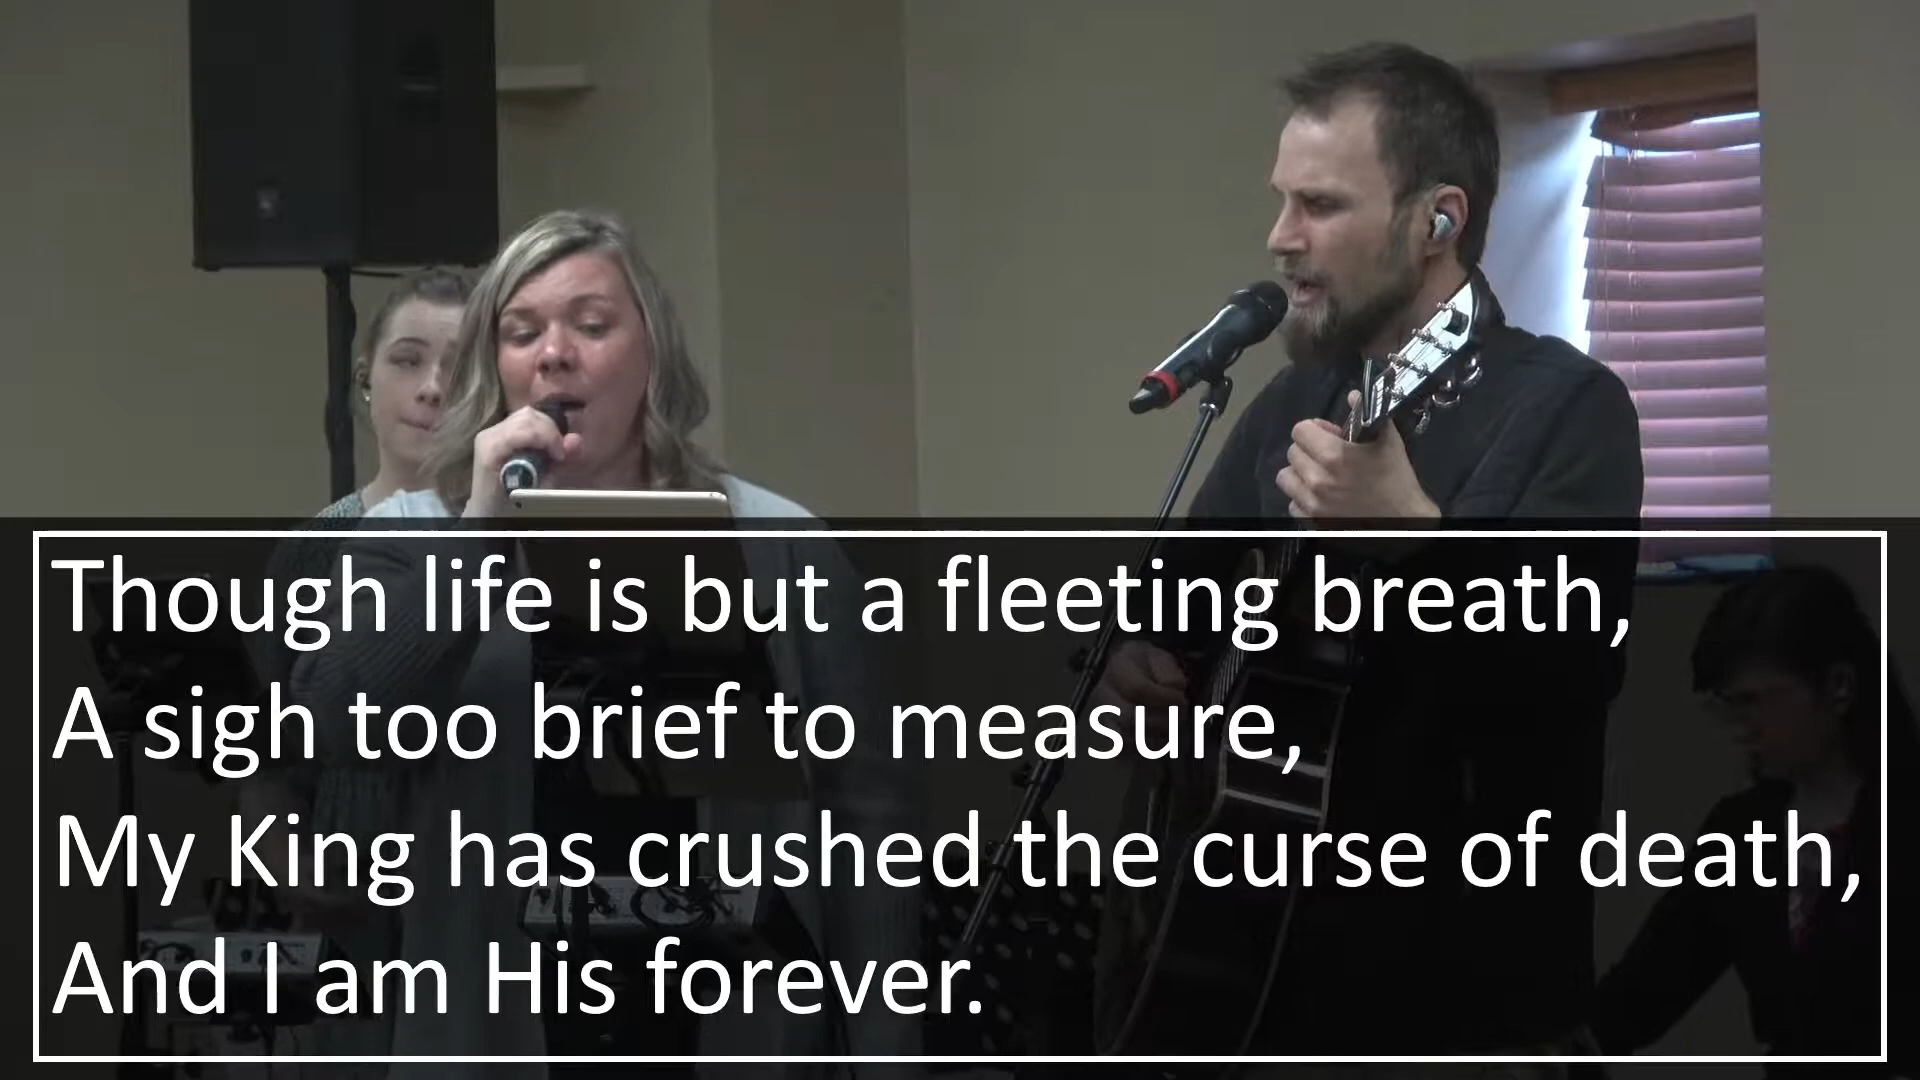 Though life is but a fleeting breath,
A sigh too brief to measure,
My King has crushed the curse of death,
And I am His forever.